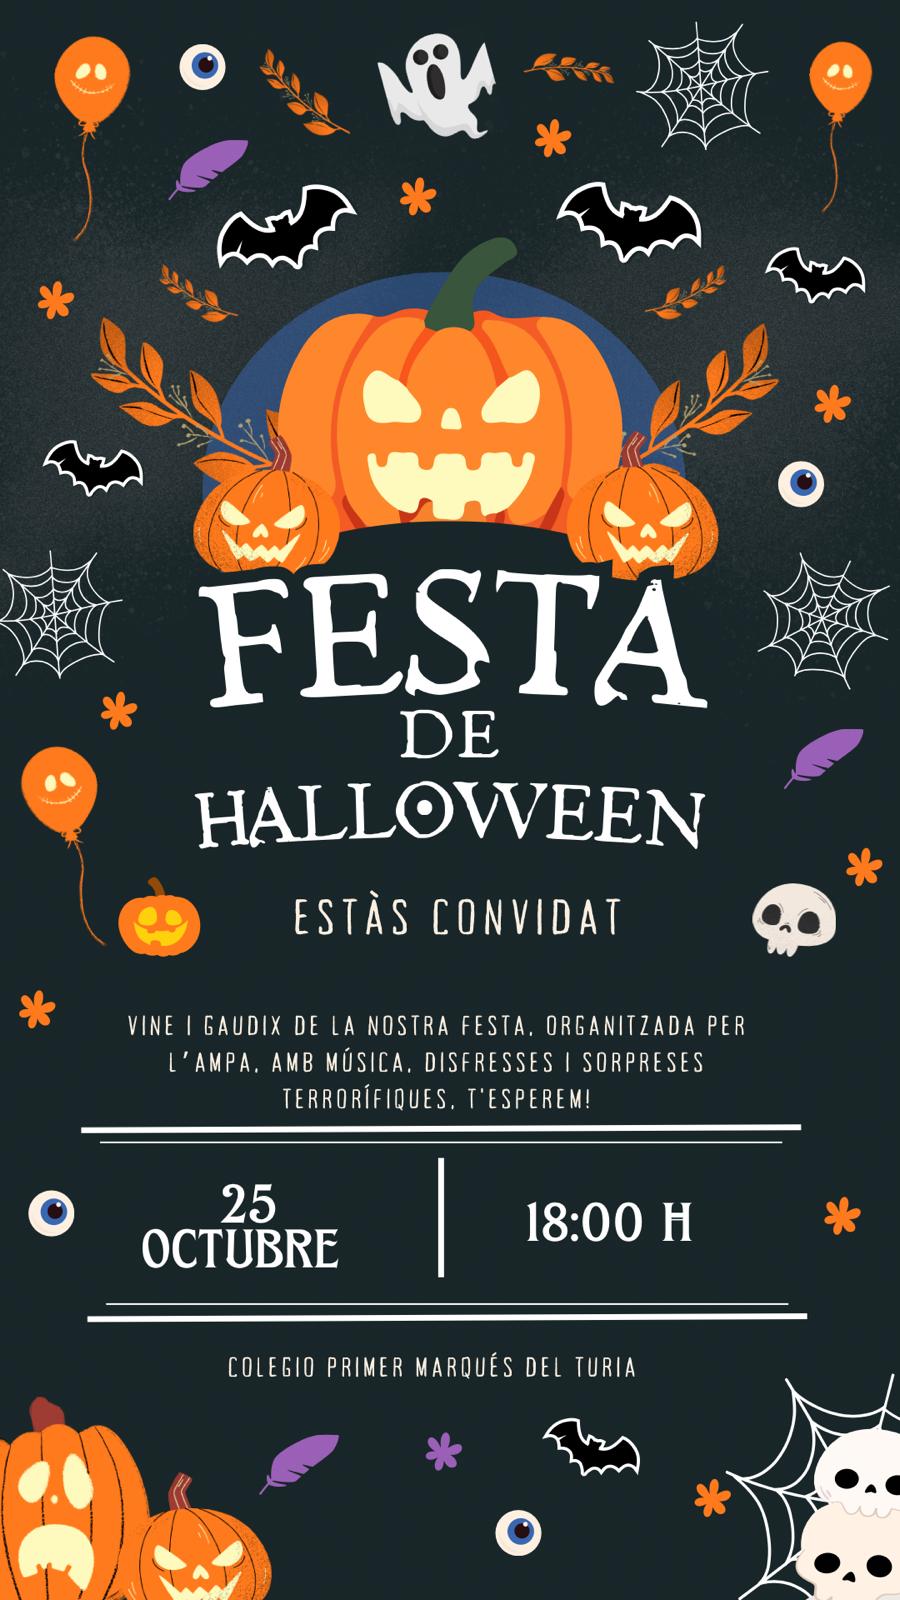 FESTA
DE
HALLOWEEN
ESTÀS CONVIDAT
VINE I GAUDIX DE LA NOSTRA FESTA, ORGANITZADA PER
L'AMPA, AMB MÚSICA, DISFRESSES I SORPRESES
TERRORÍFIQUES, T'ESPEREM!
25
OCTUBRE
18:00 H
COLEGIO PRIMER MARQUÉS DEL TURIA